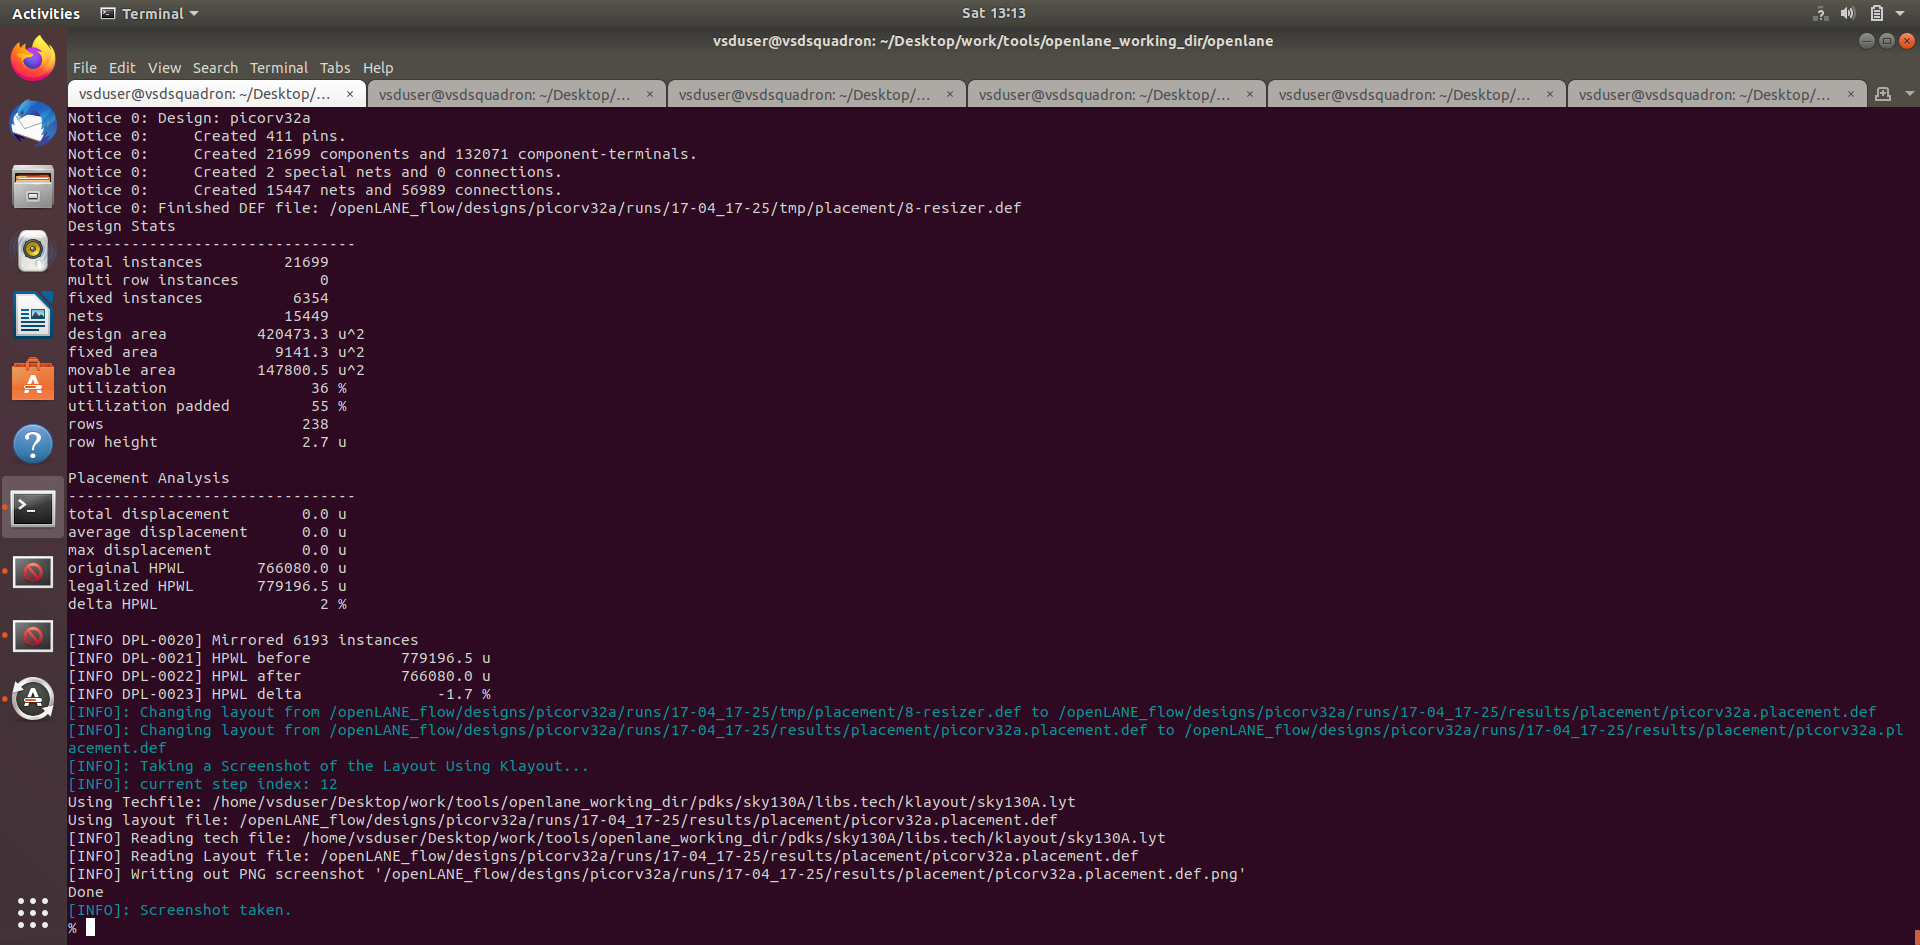 Activities Terminal Sat 13:13
vsduser@vsdsquadron: ~/Desktop/work/tools/openlane_working_dir/openlane
File Edit View Search Terminal Tabs Help
vsduser@vsdsquadron: ~/Desktop/... × vsduser@vsdsquadron: ~/Desktop/... × vsduser@vsdsquadron: ~/Desktop/... × vsduser@vsdsquadron: ~/Desktop/... × vsduser@vsdsquadron: ~/Desktop/... × vsduser@vsdsquadron: ~/Desktop/... ×
Notice 0: Design: picorv32a
Notice 0:     Created 411 pins.
Notice 0:     Created 21699 components and 132071 component-terminals.
Notice 0:     Created 2 special nets and 0 connections.
Notice 0:     Created 15447 nets and 56989 connections.
Notice 0: Finished DEF file: /openLANE_flow/designs/picorv32a/runs/17-04_17-25/tmp/placement/8-resizer.def
Design Stats
--------------------------------
total instances         21699
multi row instances         0
fixed instances          6354
nets                    15449
design area          420473.3 u^2
fixed area             9141.3 u^2
movable area         147800.5 u^2
utilization                36 %
utilization padded         55 %
rows                      238
row height                2.7 u
Placement Analysis
--------------------------------
total displacement        0.0 u
average displacement      0.0 u
max displacement          0.0 u
original HPWL        766080.0 u
legalized HPWL       779196.5 u
delta HPWL                  2 %
[INFO DPL-0020] Mirrored 6193 instances
[INFO DPL-0021] HPWL before          779196.5 u
[INFO DPL-0022] HPWL after           766080.0 u
[INFO DPL-0023] HPWL delta               -1.7 %
[INFO]: Changing layout from /openLANE_flow/designs/picorv32a/runs/17-04_17-25/tmp/placement/8-resizer.def to /openLANE_flow/designs/picorv32a/runs/17-04_17-25/results/placement/picorv32a.placement.def
[INFO]: Changing layout from /openLANE_flow/designs/picorv32a/runs/17-04_17-25/results/placement/picorv32a.placement.def to /openLANE_flow/designs/picorv32a/runs/17-04_17-25/results/placement/picorv32a.pl
acement.def
[INFO]: Taking a Screenshot of the Layout Using Klayout...
[INFO]: current step index: 12
Using Techfile: /home/vsduser/Desktop/work/tools/openlane_working_dir/pdks/sky130A/libs.tech/klayout/sky130A.lyt
Using layout file: /openLANE_flow/designs/picorv32a/runs/17-04_17-25/results/placement/picorv32a.placement.def
[INFO] Reading tech file: /home/vsduser/Desktop/work/tools/openlane_working_dir/pdks/sky130A/libs.tech/klayout/sky130A.lyt
[INFO] Reading Layout file: /openLANE_flow/designs/picorv32a/runs/17-04_17-25/results/placement/picorv32a.placement.def
[INFO] Writing out PNG screenshot '/openLANE_flow/designs/picorv32a/runs/17-04_17-25/results/placement/picorv32a.placement.def.png'
Done
[INFO]: Screenshot taken.
%